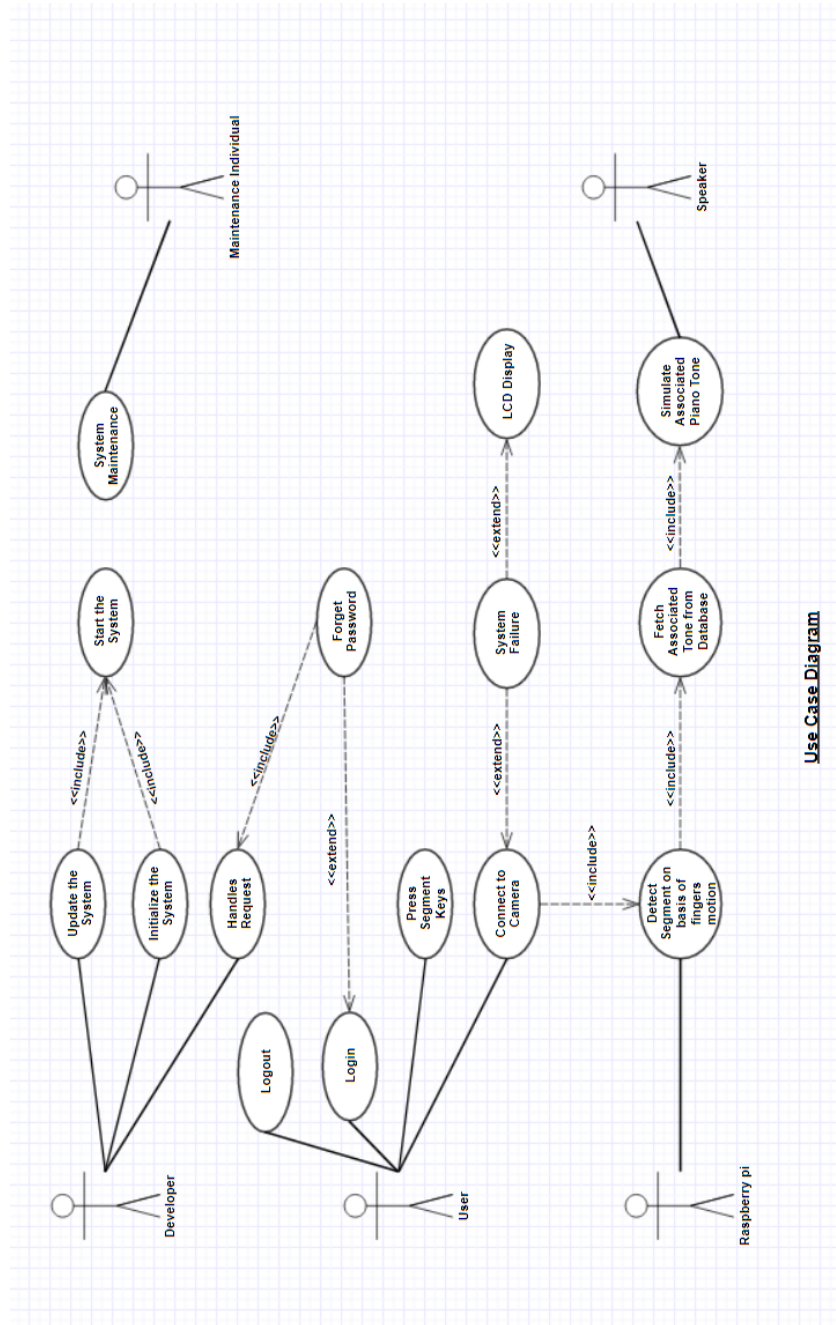 Developer
Update the
System
<<include>>
Start the
System
System
Maintenance
Maintenance Individual
Initialize the
System
<<include>>
Handles
Request
<<include>>
Logout
Login
<<extend>>
Forget
Password
User
Press
Segment
Keys
Connect to
Camera
<<extend>>
System
Failure
<<extend>>
LCD Display
<<include>>
Raspberry pi
Detect
Segment on
basis of
fingers
motion
<<include>>
Fetch
Associated
Tone from
Database
<<include>>
Simulate
Associated
Piano Tone
Speaker
Use Case Diagram